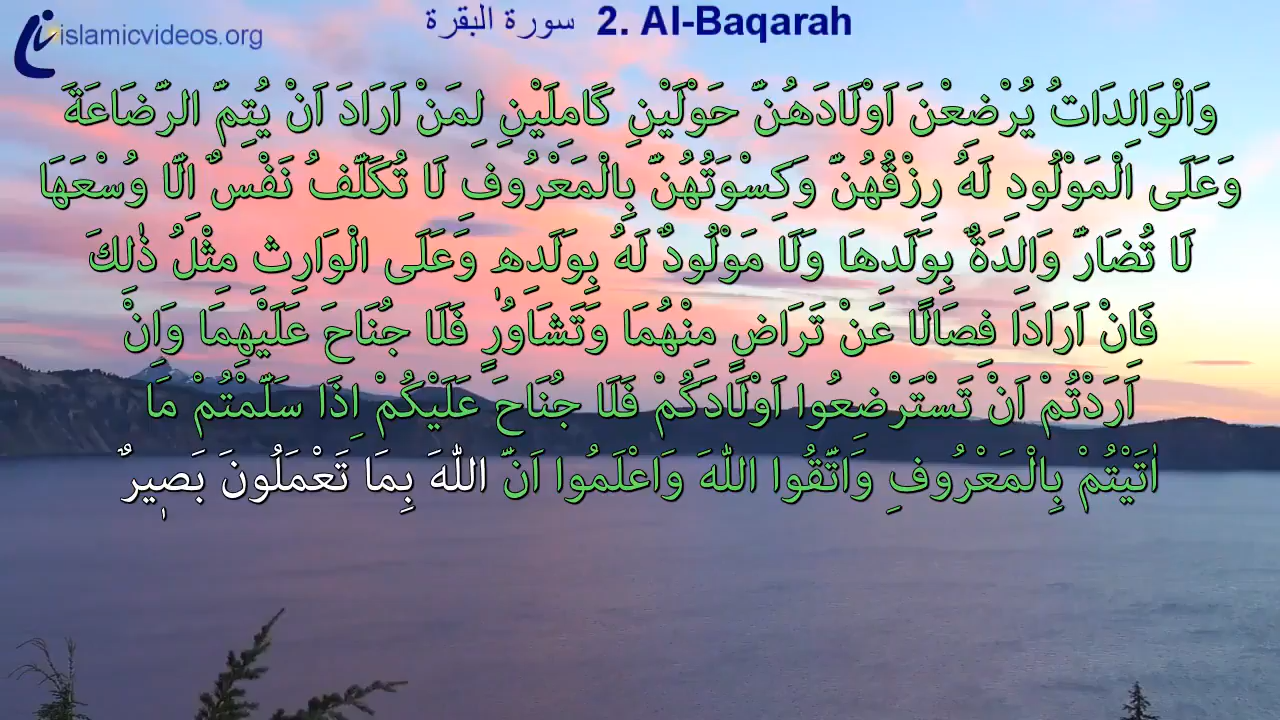 islamicvideos.org
سورة البقرة 2. Al-Baqarah
وَالْوَالِدَاتُ يُرْضِعْنَ اَوْلَادَهُنَّ حَوْلَيْنِ كَامِلَيْنِ لِمَنْ اَرَادَ اَنْ يُتِمَّ الرَّضَاعَةَ
وَعَلَى الْمَوْلُودِ لَهُ رِزْقُهُنَّ وَكِسْوَتُهُنَّ بِالْمَعْرُوفِ لَا تُكَلَّفُ نَفْسٌ اِلَّا وُسْعَهَا
لَا تُضَارَّ وَالِدَةٌ بِوَلَدِهَا وَلَا مَوْلُودٌ لَهُ بِوَلَدِهٖ وَعَلَى الْوَارِثِ مِثْلُ ذٰلِكَ
فَاِنْ اَرَادَا فِصَالًا عَنْ تَرَاضٍ مِنْهُمَا وَتَشَاوُرٍ فَلَا جُنَاحَ عَلَيْهِمَا وَاِنْ
اَرَدْتُمْ اَنْ تَسْتَرْضِعُوا اَوْلَادَكُمْ فَلَا جُنَاحَ عَلَيْكُمْ اِذَا سَلَّمْتُمْ مَا
اٰتَيْتُمْ بِالْمَعْرُوفِ وَاتَّقُوا اللّٰهَ وَاعْلَمُوا اَنَّ اللّٰهَ بِمَا تَعْمَلُونَ بَصٖيرٌ